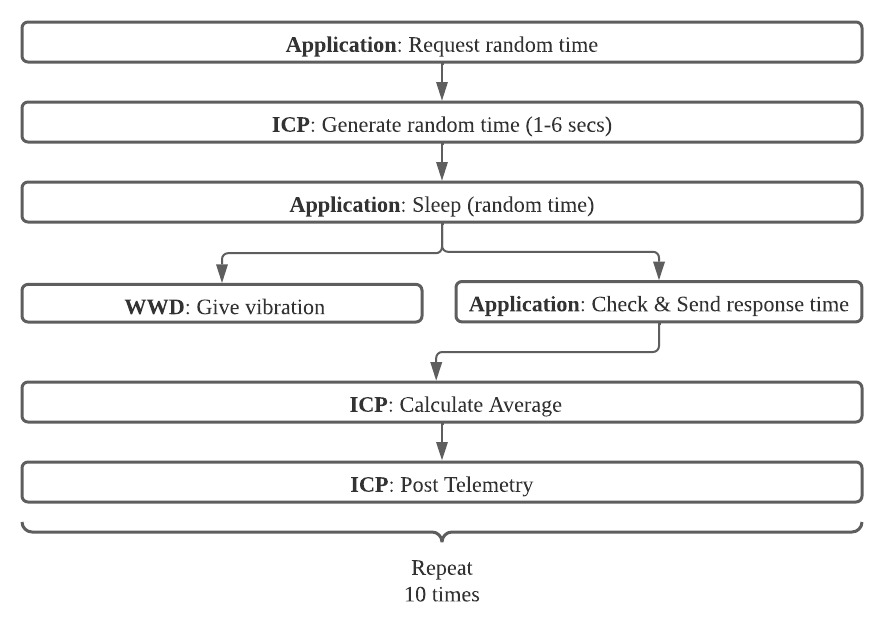 Application: Request random time
ICP: Generate random time (1-6 secs)
Application: Sleep (random time)
WWD: Give vibration
Application: Check & Send response time
ICP: Calculate Average
ICP: Post Telemetry
Repeat
10 times